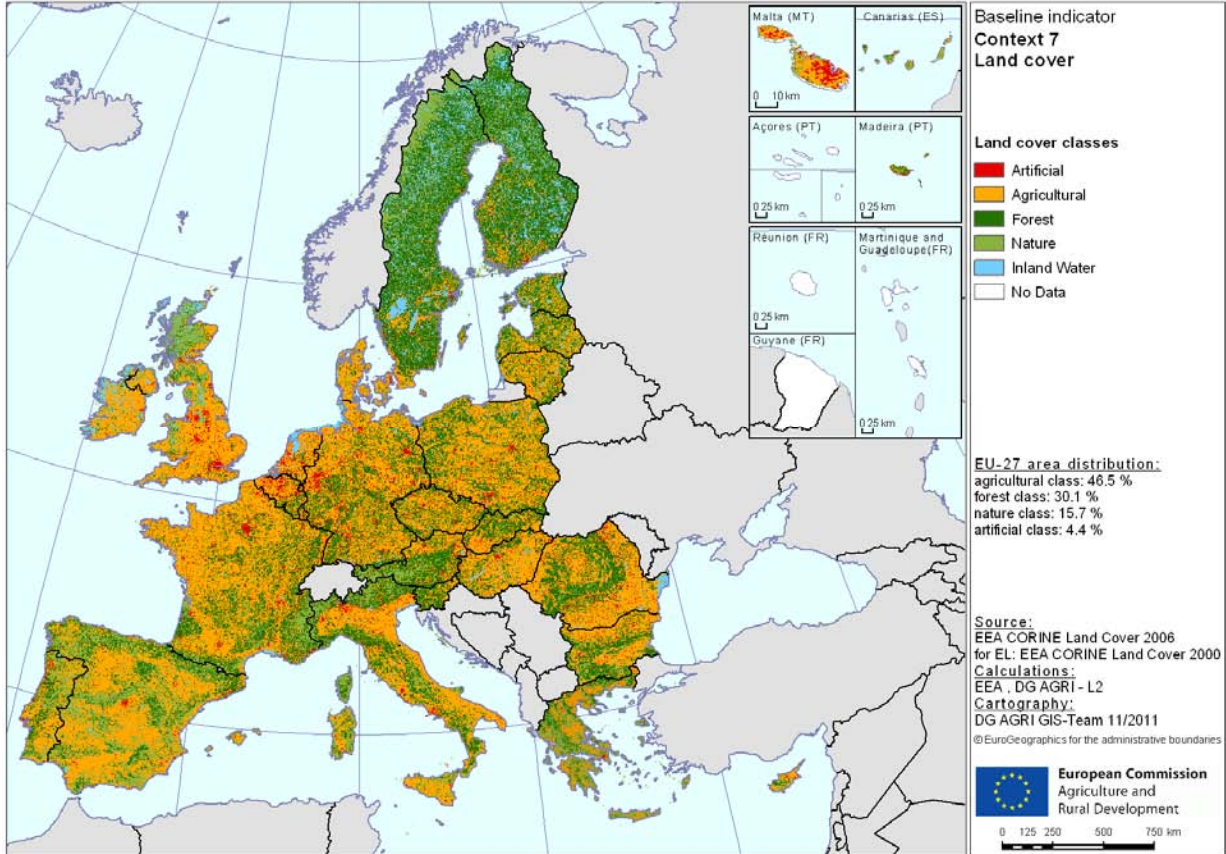 Malta (MT)
0 10 km
Canarias (ES)
Açores (PT)
0 25 km
Madeira (PT)
0 25 km
Réunion (FR)
0 25 km
Martinique and
Guadeloupe(FR)
0 25 km
Guyane (FR)
Baseline indicator
Context 7
Land cover
Land cover classes
Artificial
Agricultural
Forest
Nature
Inland Water
No Data
EU-27 area distribution:
agricultural class: 46.5 %
forest class: 30.1 %
nature class: 15.7 %
artificial class: 4.4 %
Source:
EEA CORINE Land Cover 2006
for EL: EEA CORINE Land Cover 2000
Calculations:
EEA , DG AGRI - L2
Cartography:
DG AGRI GIS-Team 11/2011
©EuroGeographics for the administrative boundaries
European Commission
Agriculture and
Rural Development
0 125 250 500 750 km